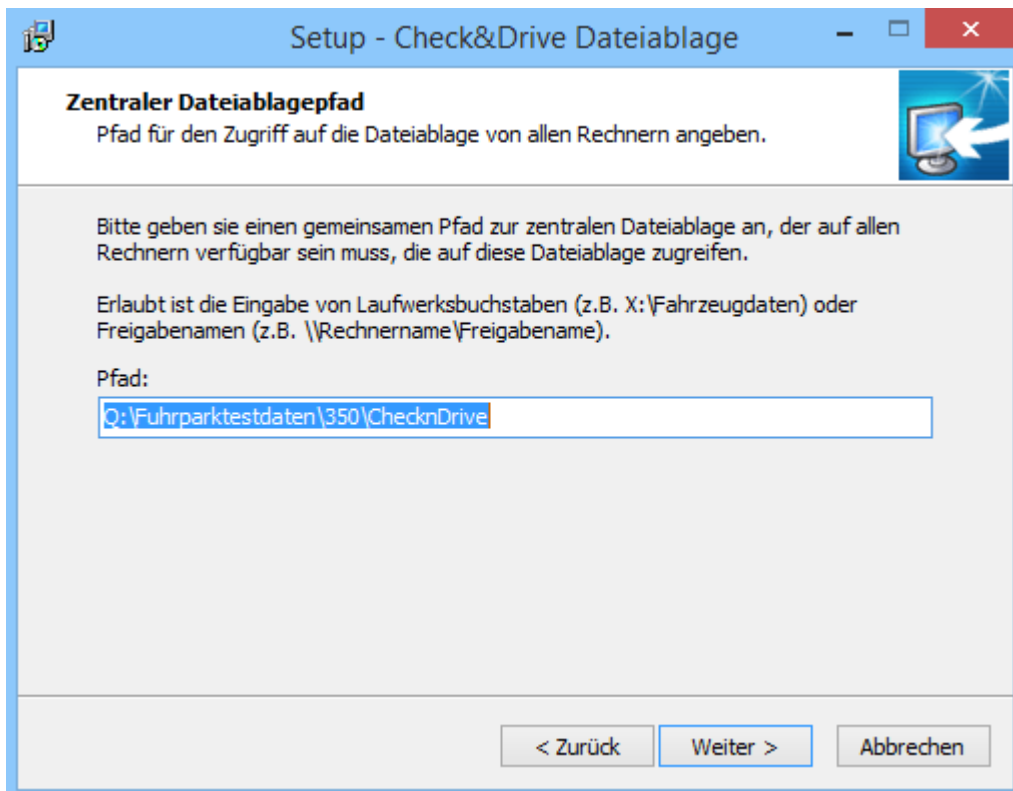 Setup - Check&Drive Dateiablage
Zentraler Dateiablagepfad
Pfad für den Zugriff auf die Dateiablage von allen Rechnern angeben.
Bitte geben sie einen gemeinsamen Pfad zur zentralen Dateiablage an, der auf allen
Rechnern verfügbar sein muss, die auf diese Dateiablage zugreifen.
Erlaubt ist die Eingabe von Laufwerksbuchstaben (z.B. X:\Fahrzeugdaten) oder
Freigabenamen (z.B. \\Rechnername\Freigabename).
Pfad:
Q:\Fuhrparktestdaten\350\ChecknDrive
< Zurück
Weiter >
Abbrechen